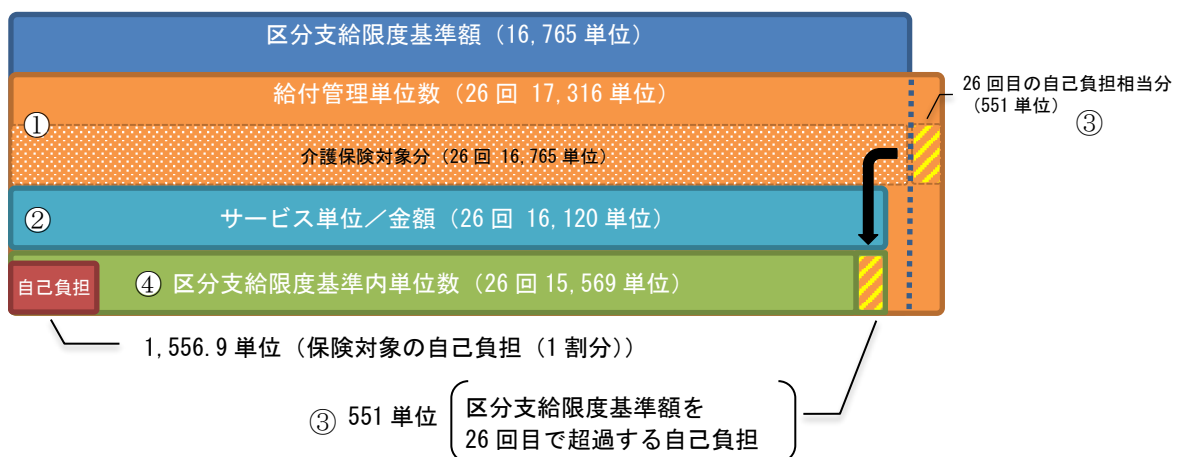 区分支給限度基準額（16,765 単位）
給付管理単位数（26 回 17,316 単位）
26 回目の自己負担相当分
（551 単位）
③
①
介護保険対象分（26 回 16,765 単位）
②
サービス単位／金額（26 回 16,120 単位）
自己負担
④ 区分支給限度基準内単位数（26 回 15,569 単位）
1,556.9 単位（保険対象の自己負担（1 割分））
③ 551 単位
区分支給限度基準額を
26 回目で超過する自己負担